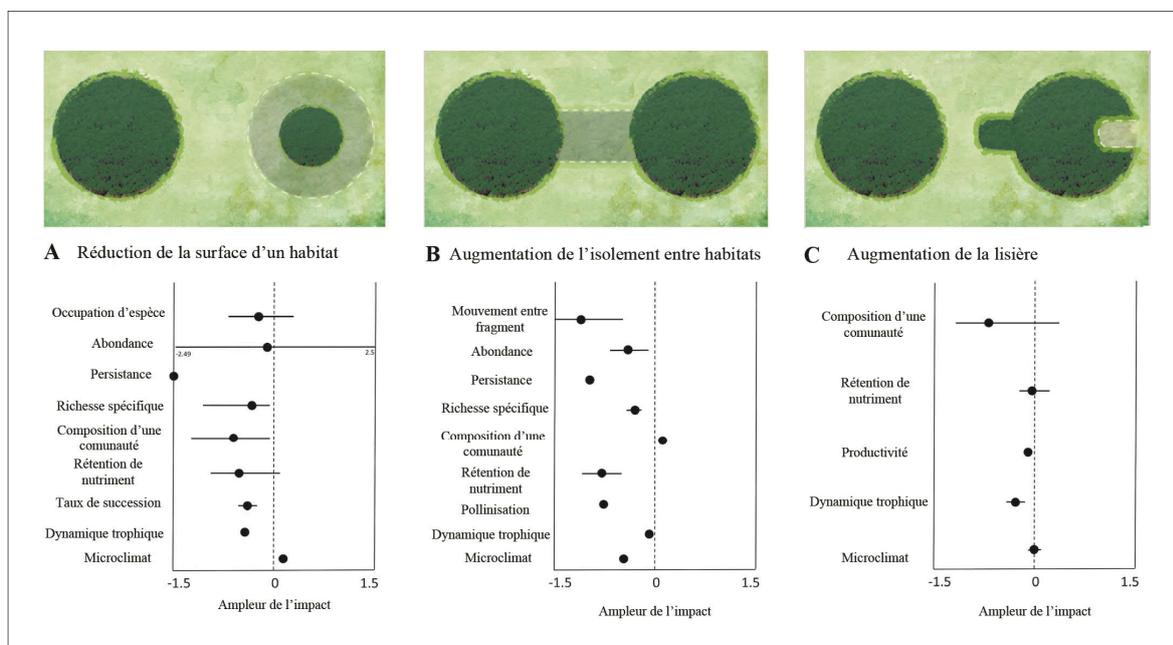 A Réduction de la surface d’un habitat
Occupation d’espèce
Abondance
-2.49
2.5
Persistance
Richesse spécifique
Composition d’une
comunauté
Rétention de
nutriment
Taux de succession
Dynamique trophique
Microclimat
-1.5 0 1.5
Ampleur de l’impact
B Augmentation de l’isolement entre habitats
Mouvement entre
fragment
Abondance
Persistance
Richesse spécifique
Composition d’une
comunauté
Rétention de
nutriment
Pollinisation
Dynamique trophique
Microclimat
-1.5 0 1.5
Ampleur de l’impact
C Augmentation de la lisière
Composition d’une
comunauté
Rétention de
nutriment
Productivité
Dynamique trophique
Microclimat
-1.5 0 1.5
Ampleur de l’impact